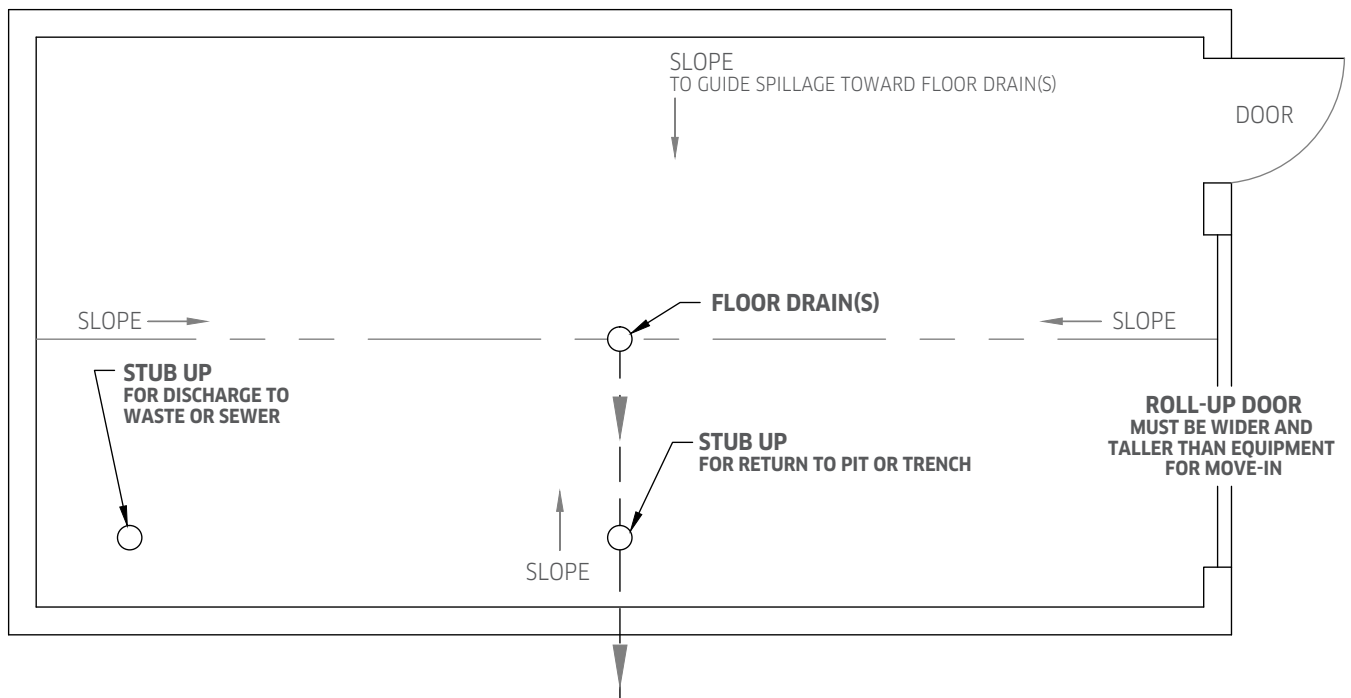 SLOPE
TO GUIDE SPILLAGE TOWARD FLOOR DRAIN(S)
DOOR
FLOOR DRAIN(S)
SLOPE
SLOPE
STUB UP
FOR DISCHARGE TO
WASTE OR SEWER
ROLL-UP DOOR
MUST BE WIDER AND
TALLER THAN EQUIPMENT
FOR MOVE-IN
STUB UP
FOR RETURN TO PIT OR TRENCH
SLOPE